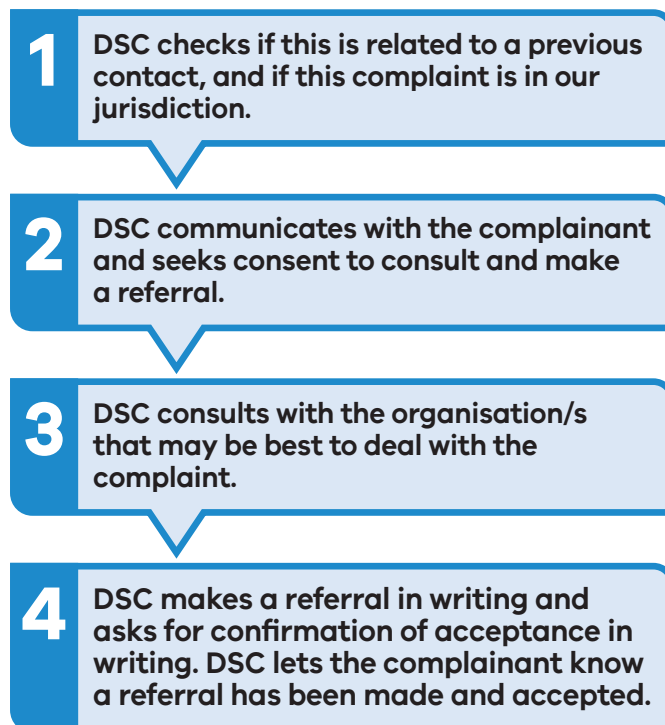 1
DSC checks if this is related to a previous
contact, and if this complaint is in our
jurisdiction.
2
DSC communicates with the complainant
and seeks consent to consult and make
a referral.
3
DSC consults with the organisation/s
that may be best to deal with the
complaint.
4
DSC makes a referral in writing and
asks for confirmation of acceptance in
writing. DSC lets the complainant know
a referral has been made and accepted.